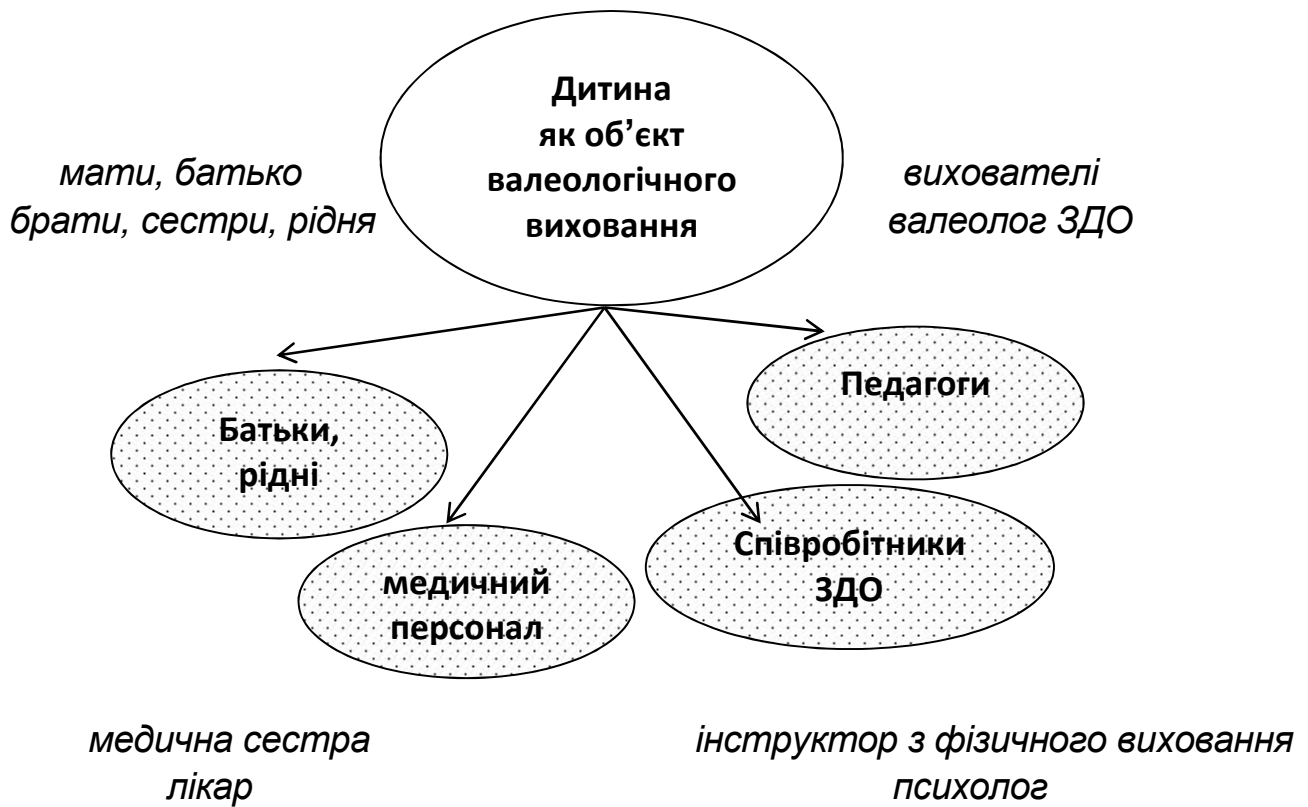 Дитина
як об’єкт
валеологічного
виховання
мати, батько
брати, сестри, рідня
вихователі
валеолог ЗДО
Педагоги
Батьки,
рідні
Співробітники
ЗДО
медичний
персонал
медична сестра
лікар
інструктор з фізичного виховання
психолог